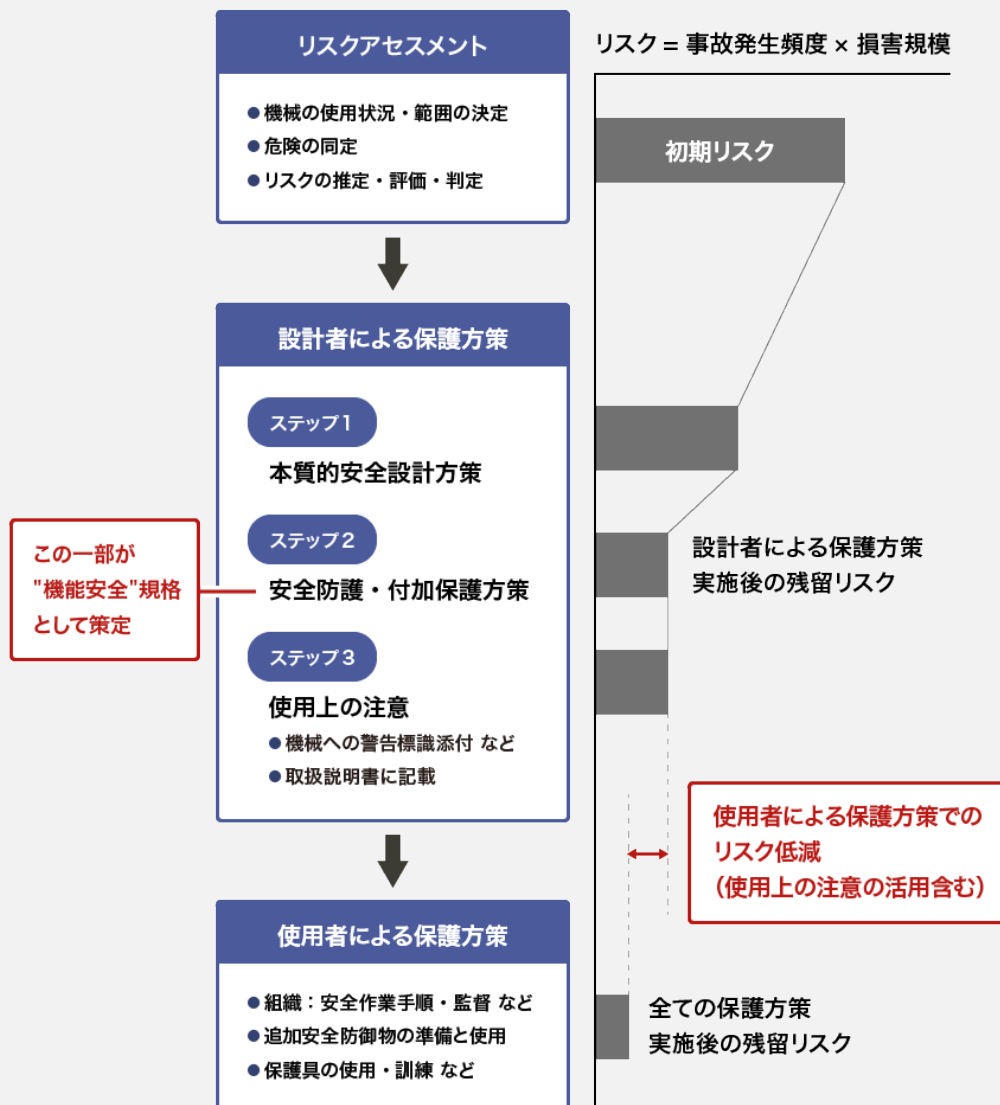 リスクアセスメント
●機械の使用状況・範囲の決定
●危険の同定
●リスクの推定・評価・判定
リスク = 事故発生頻度 × 損害規模
初期リスク
設計者による保護方策
ステップ1
本質的安全設計方策
ステップ2
安全防護・付加保護方策
ステップ3
使用上の注意
●機械への警告標識添付 など
●取扱説明書に記載
この一部が
"機能安全"規格
として策定
設計者による保護方策
実施後の残留リスク
使用者による保護方策での
リスク低減
（使用上の注意の活用含む）
使用者による保護方策
●組織：安全作業手順・監督 など
●追加安全防御物の準備と使用
●保護具の使用・訓練 など
全ての保護方策
実施後の残留リスク